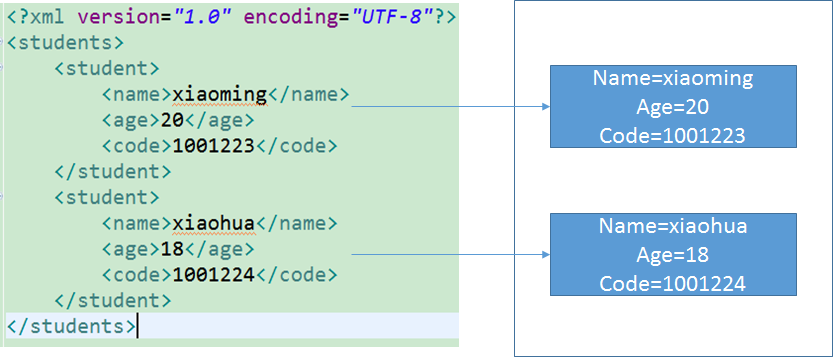 <?xml version="1.0" encoding="UTF-8"?>
<students>
<student>
<name>xiaoming</name>
<age>20</age>
<code>1001223</code>
</student>
<student>
<name>xiaohua</name>
<age>18</age>
<code>1001224</code>
</student>
</students>
Name=xiaoming
Age=20
Code=1001223
Name=xiaohua
Age=18
Code=1001224